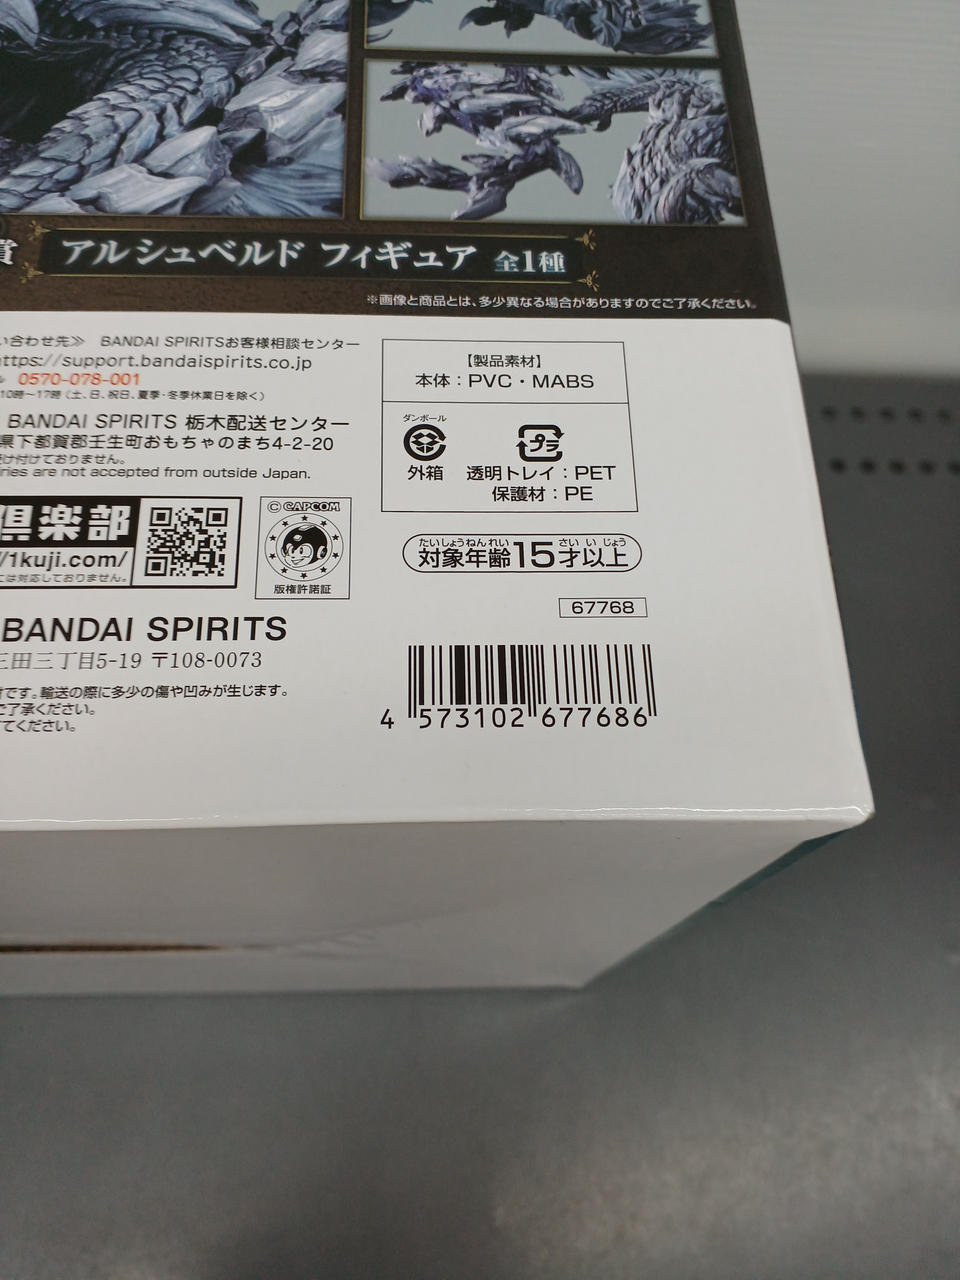 賞 アルシュベルド フィギュア 全1種
※画像と商品とは、多少異なる場合がありますのでご了承ください。
い合わせ先≫ BANDAI SPIRITSお客様相談センター
https://support.bandaispirits.co.jp
ル 0570-078-001
10時〜17時(土、日、祝日、夏季・冬季休業日を除く)
BANDAI SPIRITS 栃木配送センター
県下都賀郡壬生町おもちゃのまち4-2-20
け付けておりません。
ries are not accepted from outside Japan.
倶楽部
//1kuji.com/
には対応しておりません。
© CAPCOM
版権許諾証
BANDAI SPIRITS
三田三丁目5-19 〒108-0073
材です。輸送の際に多少の傷や凹みが生じます。
ご了承ください。
てください。
【製品素材】
本体：PVC・MABS
ダンボール
外箱
プラ
透明トレイ：PET
保護材：PE
たいしょうねんれい さい い じょう
対象年齢15才以上
67768
4 573102 677686